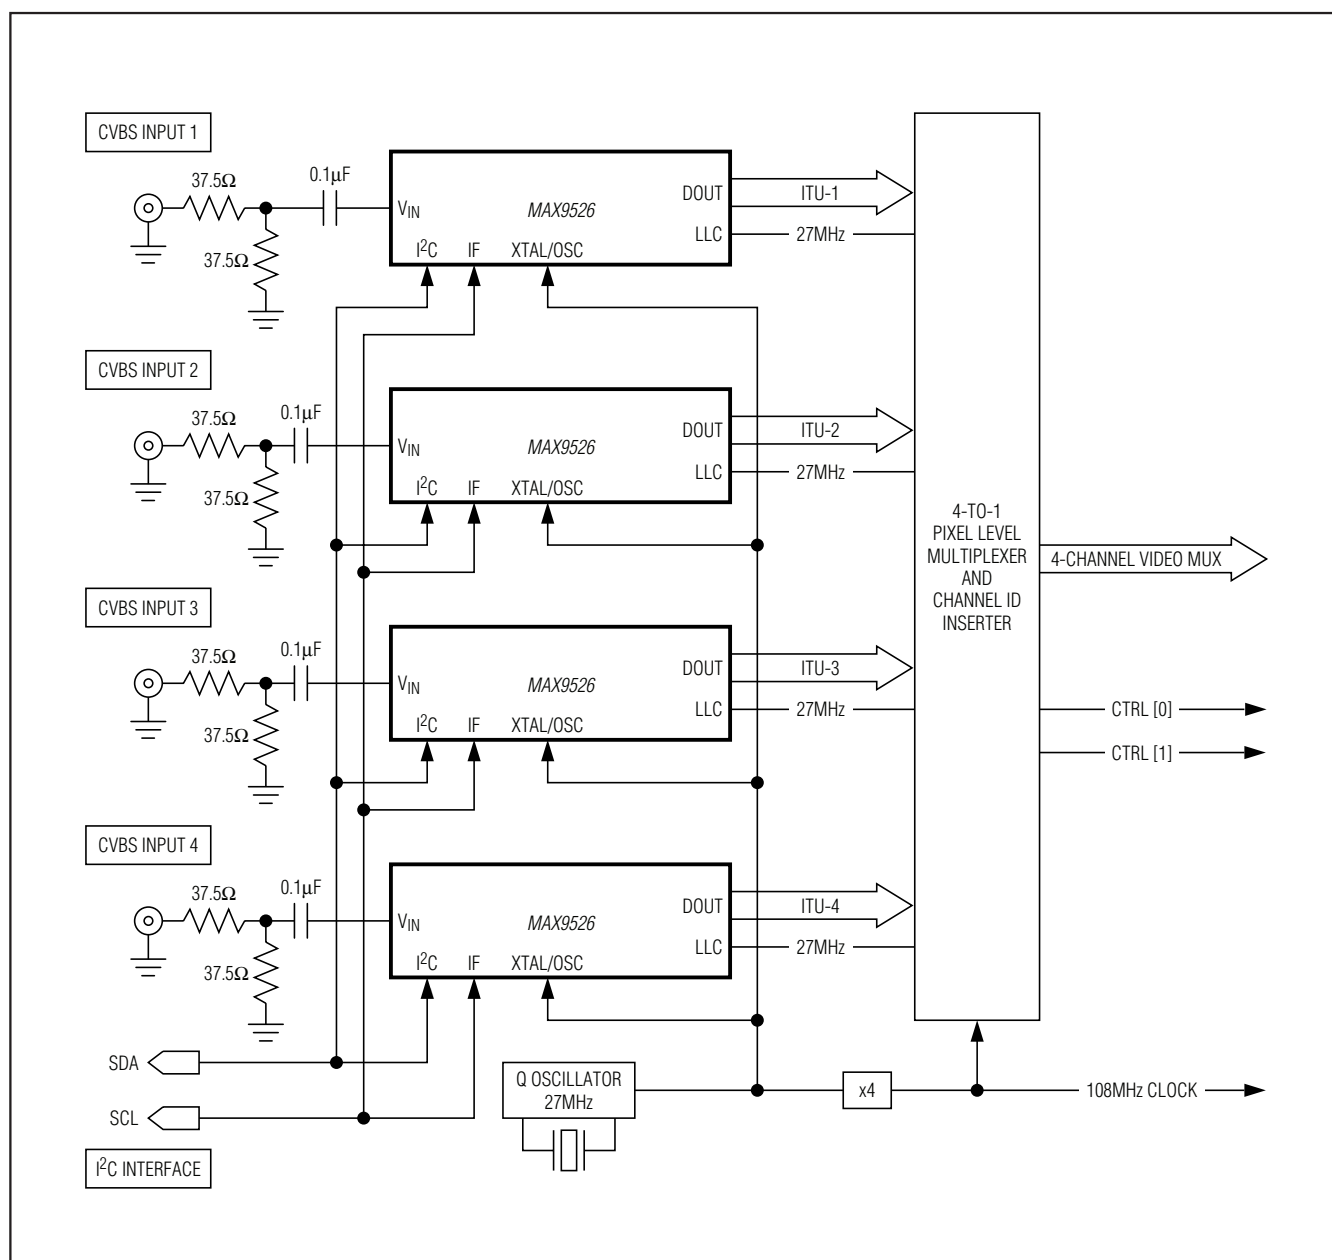 CVBS INPUT 1
37.5Ω
0.1µF
37.5Ω
VIN
MAX9526
DOUT
LLC
I2C IF XTAL/OSC
ITU-1
27MHz
CVBS INPUT 2
37.5Ω
0.1µF
37.5Ω
VIN
MAX9526
DOUT
LLC
I2C IF XTAL/OSC
ITU-2
27MHz
CVBS INPUT 3
37.5Ω
0.1µF
37.5Ω
VIN
MAX9526
DOUT
LLC
I2C IF XTAL/OSC
ITU-3
27MHz
CVBS INPUT 4
37.5Ω
0.1µF
37.5Ω
VIN
MAX9526
DOUT
LLC
I2C IF XTAL/OSC
ITU-4
27MHz
4-TO-1
PIXEL LEVEL
MULTIPLEXER
AND
CHANNEL ID
INSERTER
4-CHANNEL VIDEO MUX
CTRL [0]
CTRL [1]
SDA
SCL
I2C INTERFACE
Q OSCILLATOR
27MHz
x4
108MHz CLOCK